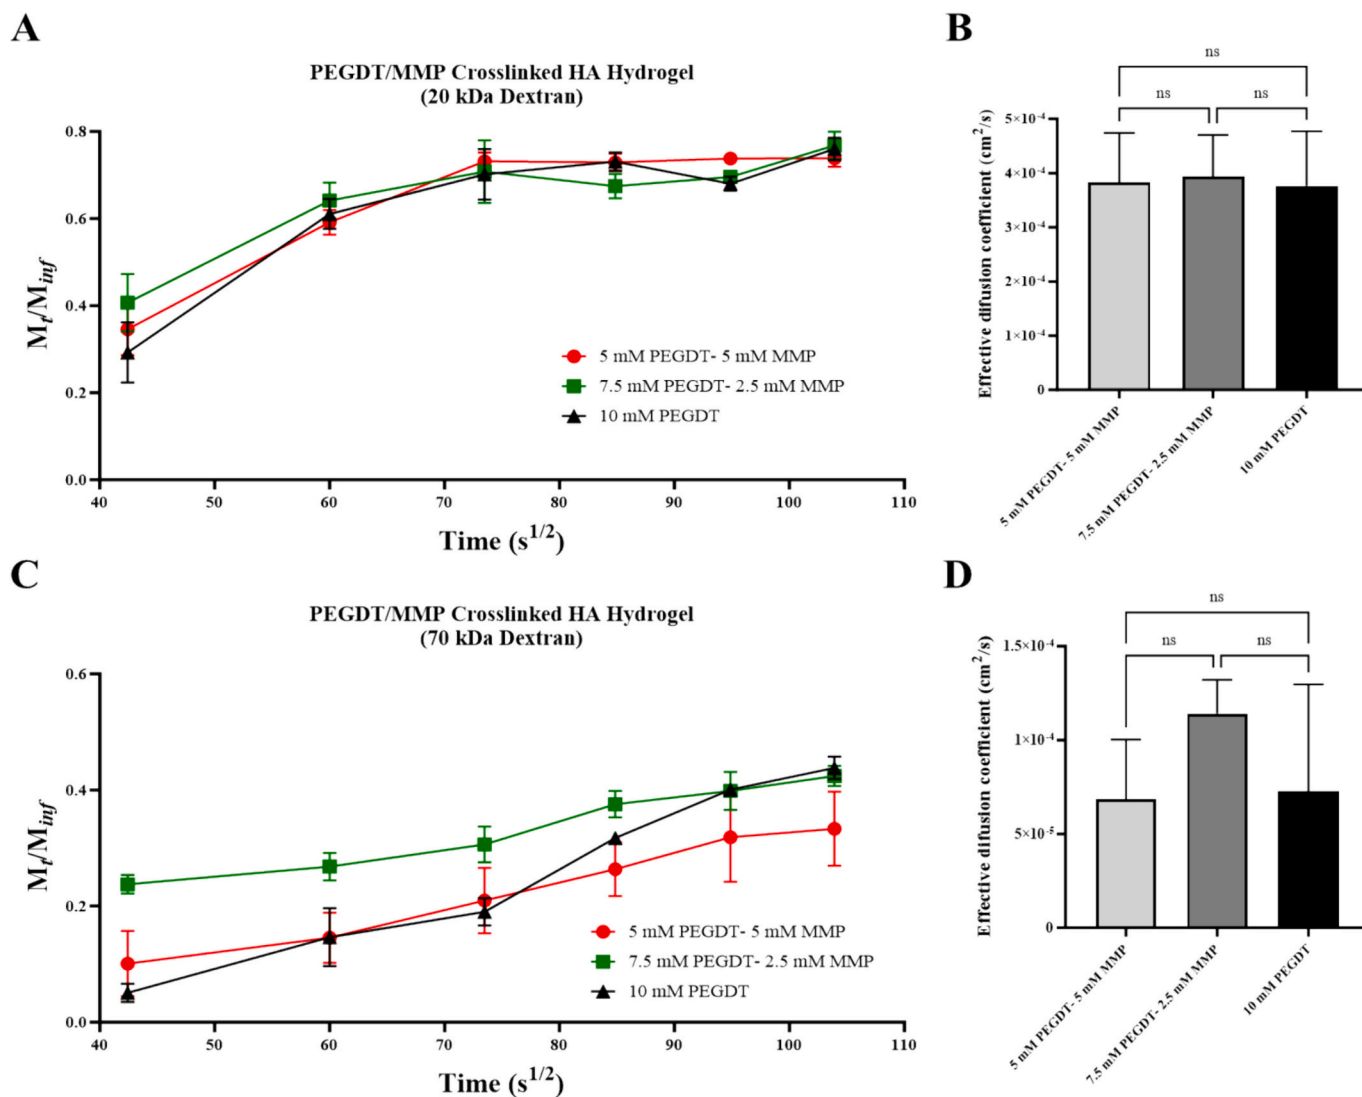 A
PEGDT/MMP Crosslinked HA Hydrogel
(20 kDa Dextran)
M_t/M_inf
0.8
0.6
0.4
0.2
0.0
40 50 60 70 80 90 100 110
Time (s^1/2)
5 mM PEGDT- 5 mM MMP
7.5 mM PEGDT- 2.5 mM MMP
10 mM PEGDT
B
ns
ns ns
Effective difusion coefficient (cm²/s)
5×10⁻⁴
4×10⁻⁴
3×10⁻⁴
2×10⁻⁴
1×10⁻⁴
0
5 mM PEGDT- 5 mM MMP
7.5 mM PEGDT- 2.5 mM MMP
10 mM PEGDT
C
PEGDT/MMP Crosslinked HA Hydrogel
(70 kDa Dextran)
M_t/M_inf
0.6
0.4
0.2
0.0
40 50 60 70 80 90 100 110
Time (s^1/2)
5 mM PEGDT- 5 mM MMP
7.5 mM PEGDT- 2.5 mM MMP
10 mM PEGDT
D
ns
ns ns
Effective difusion coefficient (cm²/s)
1.5×10⁻⁴
1×10⁻⁴
5×10⁻⁵
0
5 mM PEGDT- 5 mM MMP
7.5 mM PEGDT- 2.5 mM MMP
10 mM PEGDT